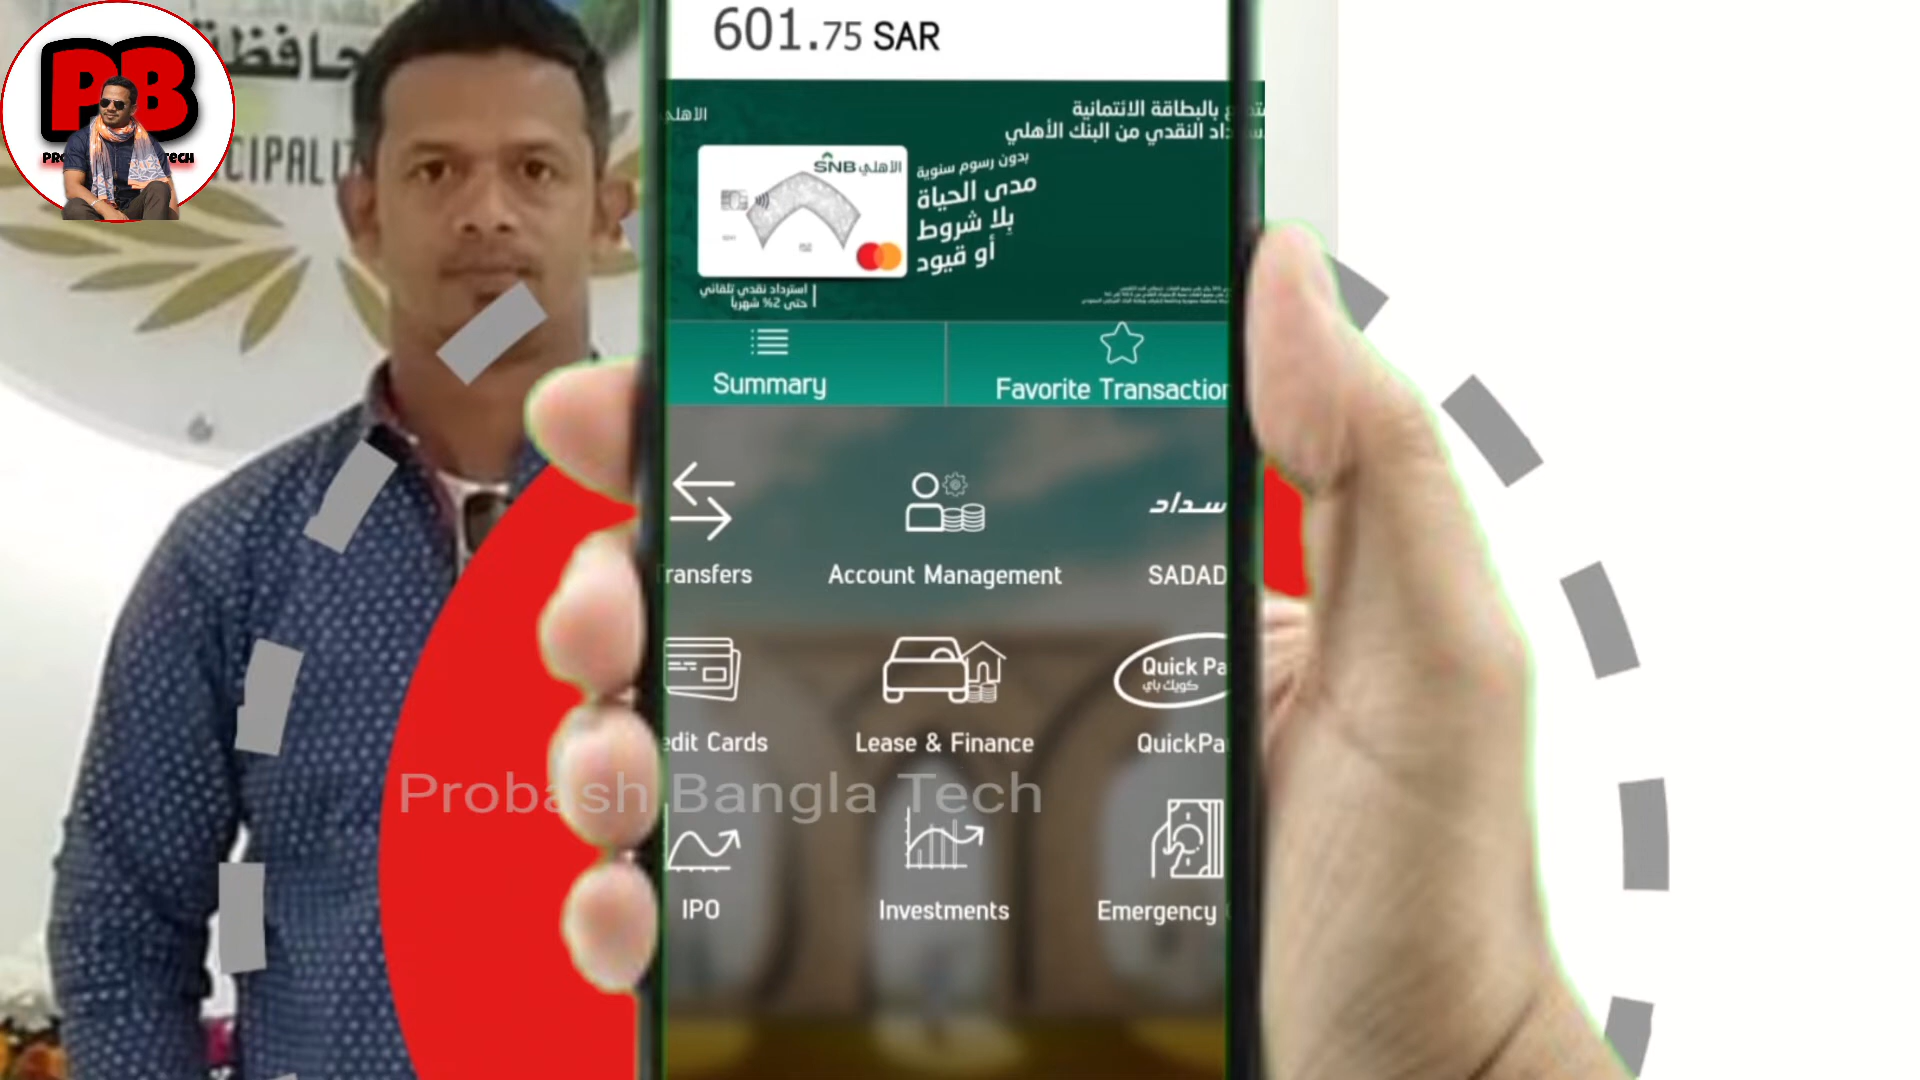 حافظة
CIPALI
PB
TECH
601.75 SAR
بالبطاقة الائتمانية
النقدي من البنك الأهلي
SNB الأهلي
بدون رسوم سنوية
مدى الحياة
بلا شروط
أو قيود
استرداد نقدي تلقائي
حتى 2% شهرياً
Summary
Favorite Transaction
ransfers
Account Management
سداد
SADAD
Quick Pa
كويك باي
edit Cards
Lease & Finance
QuickPa
Probash Bangla Tech
IPO
Investments
Emergency